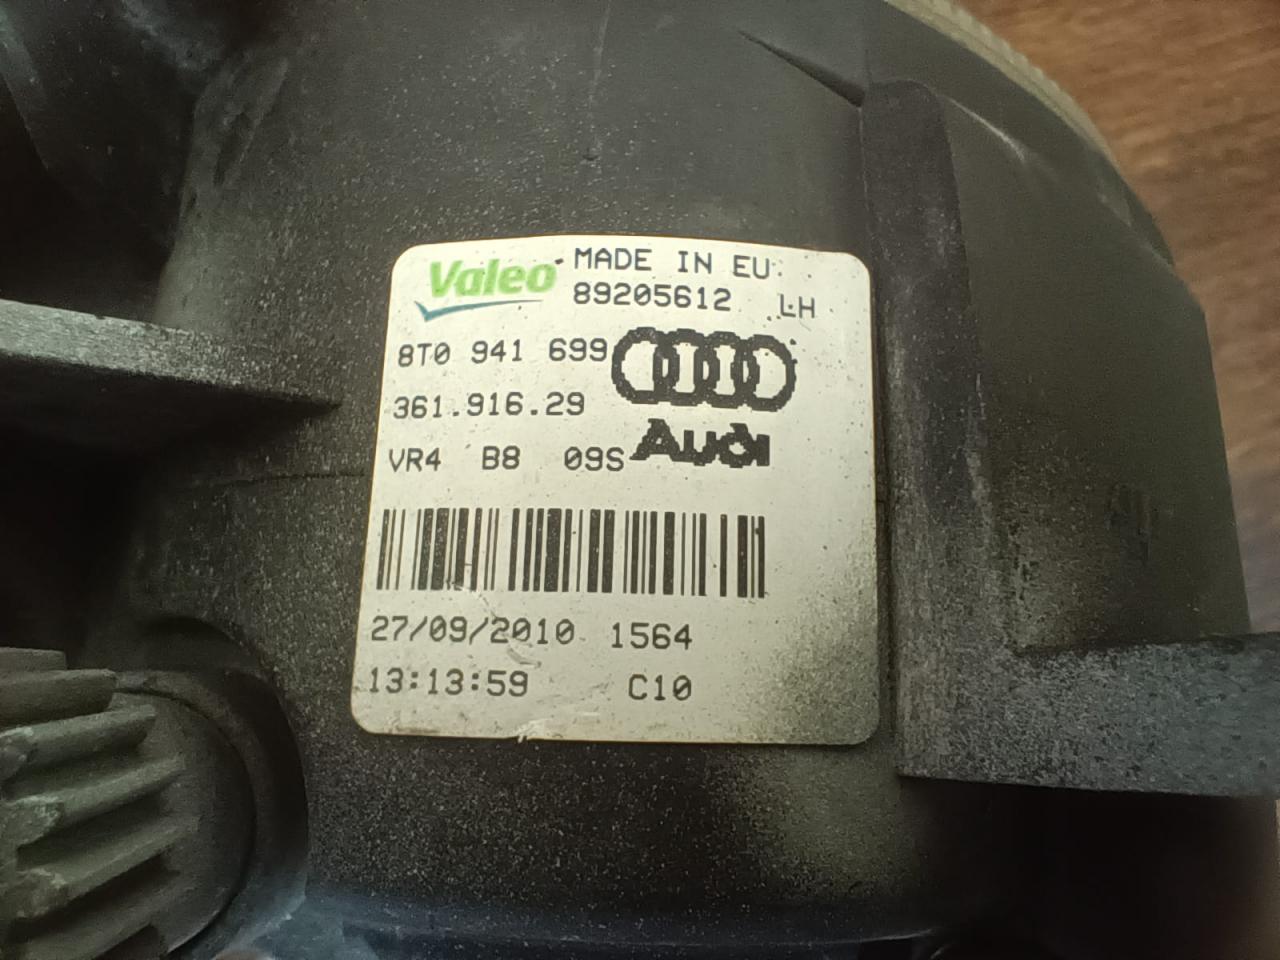 Valeo MADE IN EU
89205612 LH
8T0 941 699
361.916.29
VR4 B8 09S Audi
27/09/2010 1564
13:13:59 C10